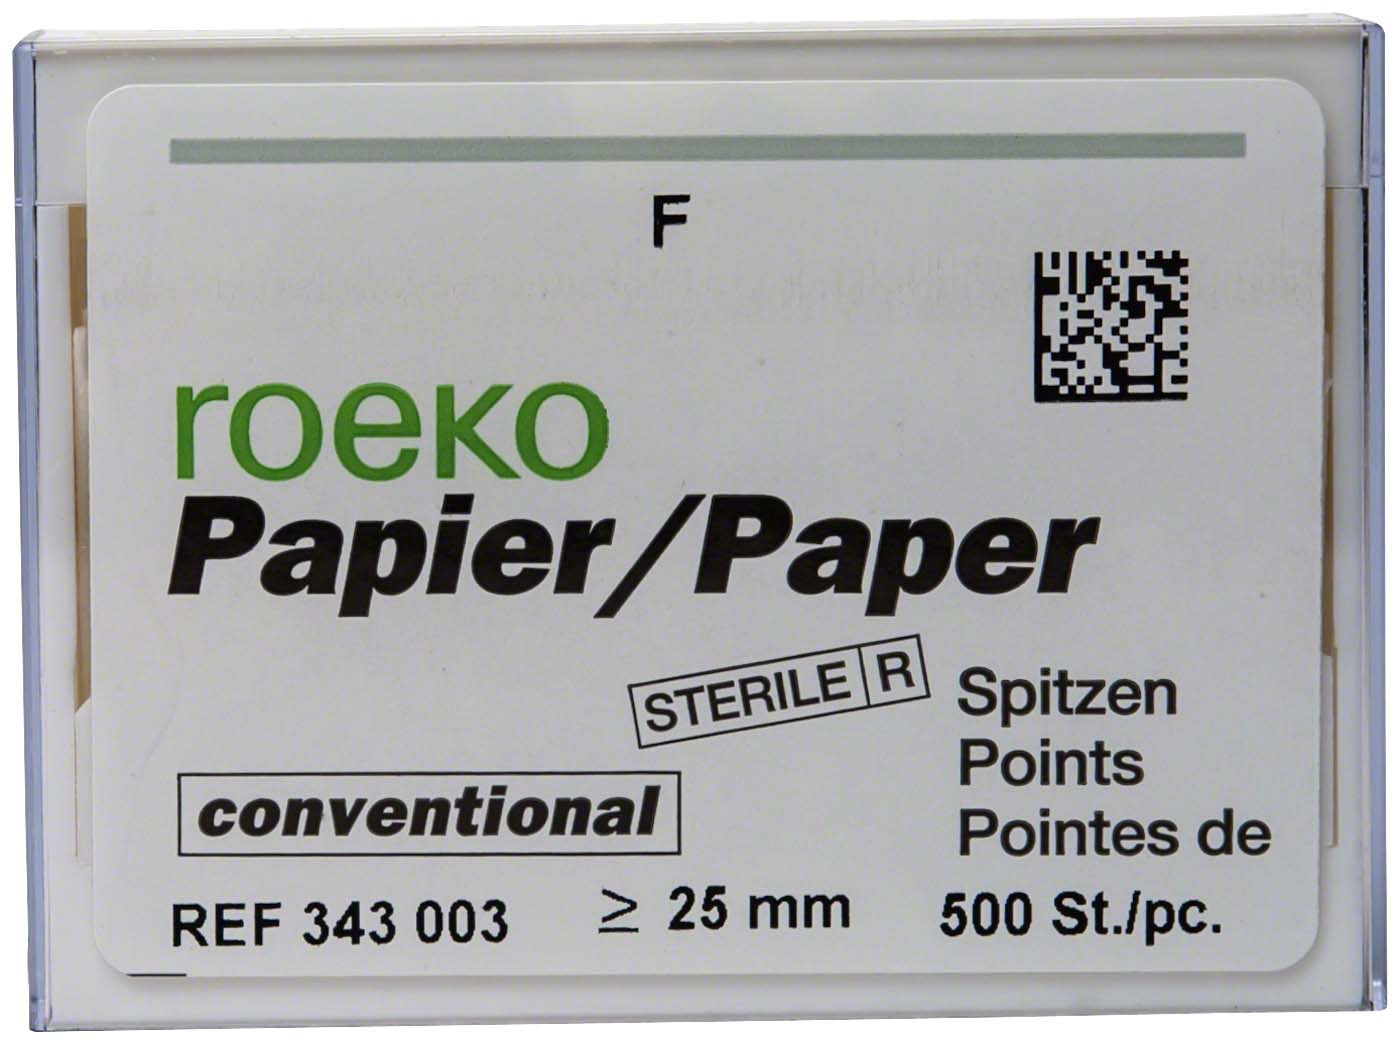 F
roeko
Papier/Paper
STERILE R
Spitzen
Points
Pointes de
conventional
REF 343 003
≥ 25 mm
500 St./pc.